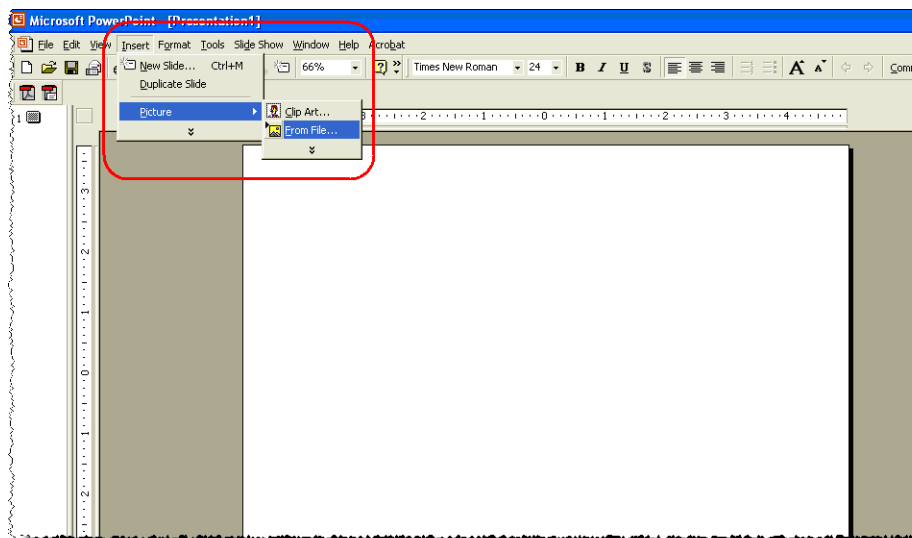 Microsoft PowerPoint - [Presentation1]
File Edit View Insert Format Tools Slide Show Window Help Acrobat
66% Times New Roman 24 B I U S A A
New Slide... Ctrl+M
Duplicate Slide
Picture
Clip Art...
From File...
1
3 2 1 0 1 2 3 4
3
2
1
0
1
2